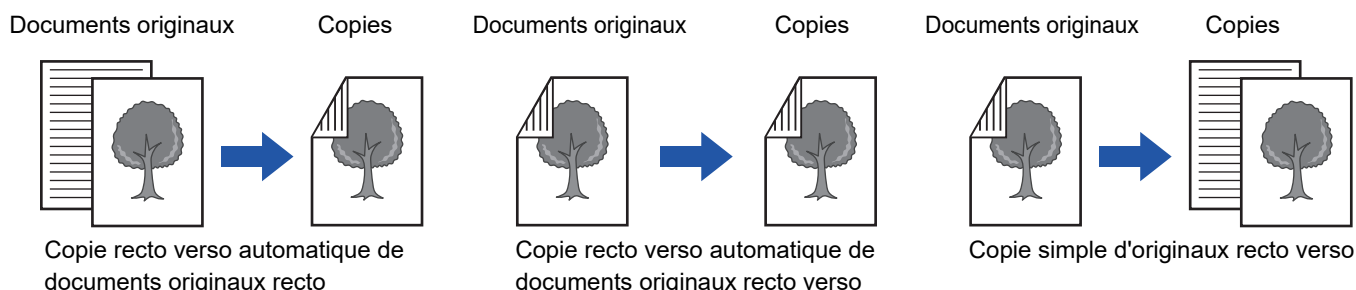 Documents originaux
Copies
Documents originaux
Copies
Documents originaux
Copies
Copie recto verso automatique de
documents originaux recto
Copie recto verso automatique de
documents originaux recto verso
Copie simple d'originaux recto verso